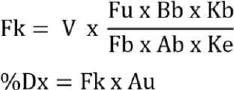 Fk = V x Fu x Bb x Kb
Fb x Ab x Ke
%Dx = Fk x Au